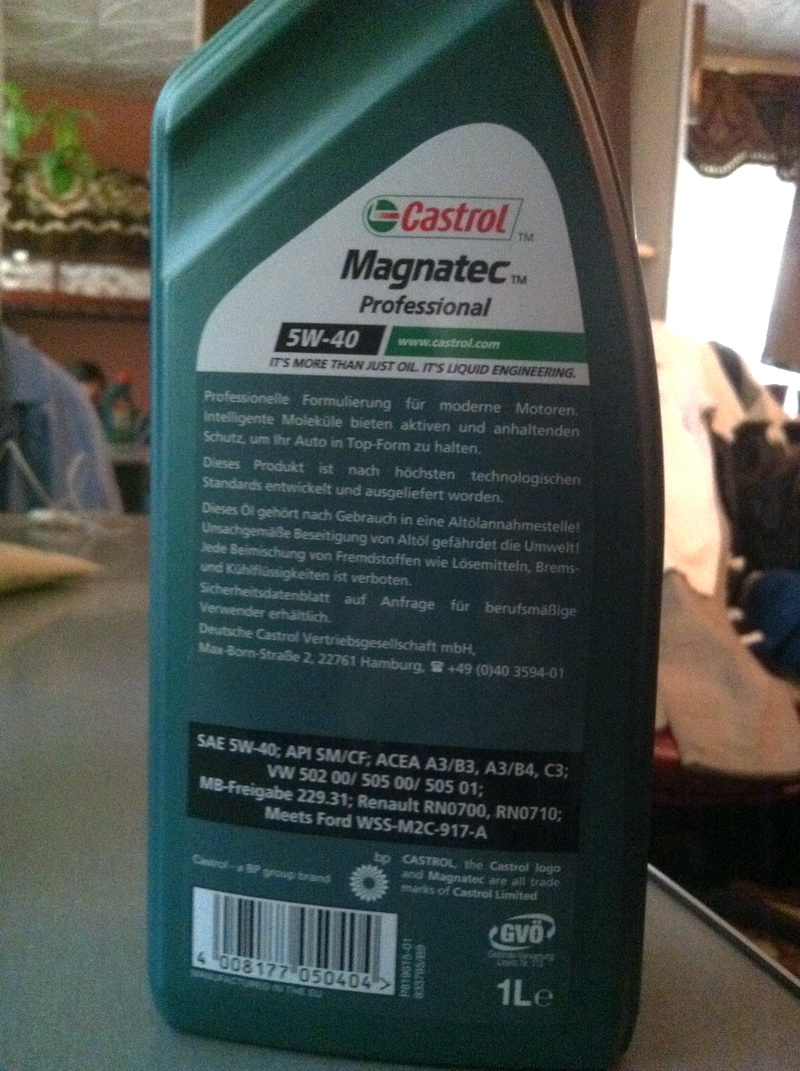 Castrol TM
Magnatec TM
Professional
5W-40 www.castrol.com
IT'S MORE THAN JUST OIL. IT'S LIQUID ENGINEERING.
Professionelle Formulierung für moderne Motoren.
Intelligente Moleküle bieten aktiven und anhaltenden
Schutz, um Ihr Auto in Top-Form zu halten.
Dieses Produkt ist nach höchsten technologischen
Standards entwickelt und ausgeliefert worden.
Dieses Öl gehört nach Gebrauch in eine Altölannahmestelle!
Unsachgemäße Beseitigung von Altöl gefährdet die Umwelt!
Jede Beimischung von Fremdstoffen wie Lösemitteln, Brems-
und Kühlflüssigkeiten ist verboten.
Sicherheitsdatenblatt auf Anfrage für berufsmäßige
Verwender erhältlich.
Deutsche Castrol Vertriebsgesellschaft mbH,
Max-Born-Straße 2, 22761 Hamburg, ☎ +49 (0)40 3594-01
SAE 5W-40; API SM/CF; ACEA A3/B3, A3/B4, C3;
VW 502 00/ 505 00/ 505 01;
MB-Freigabe 229.31; Renault RN0700, RN0710;
Meets Ford WSS-M2C-917-A
Castrol - a BP group brand
bp
CASTROL, the Castrol logo
and Magnatec are all trade
marks of Castrol Limited
4 008177 050404 >
MANUFACTURED IN THE EU
GVÖ
1L e